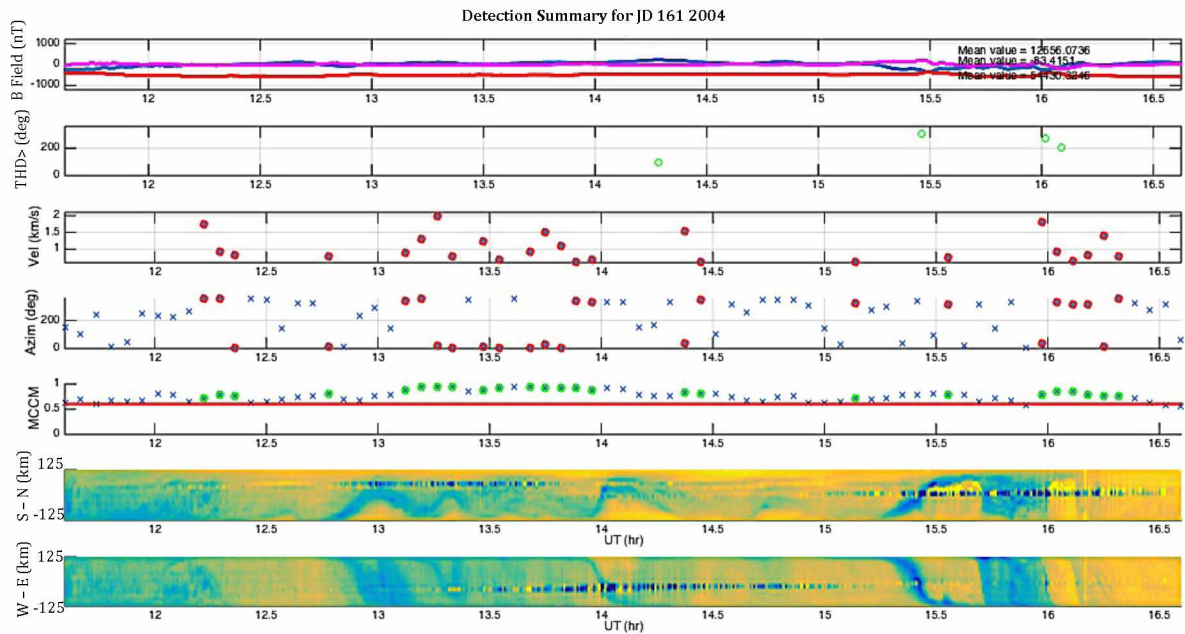 Detection Summary for JD 161 2004
B Field (nT)
1000
0
-1000
Mean value = 12656.0736
Mean value = -83.4151
Mean value = 54430.3246
12 12.5 13 13.5 14 14.5 15 15.5 16 16.5
THD> (deg)
200
0
12 12.5 13 13.5 14 14.5 15 15.5 16 16.5
Vel (km/s)
2
1.5
1
12 12.5 13 13.5 14 14.5 15 15.5 16 16.5
Azim (deg)
200
0
12 12.5 13 13.5 14 14.5 15 15.5 16 16.5
MCCM
1
0.5
0
12 12.5 13 13.5 14 14.5 15 15.5 16 16.5
S – N (km)
125
-125
12 12.5 13 13.5 14 14.5 15 15.5 16 16.5
UT (hr)
W – E (km)
125
-125
12 12.5 13 13.5 14 14.5 15 15.5 16 16.5
UT (hr)